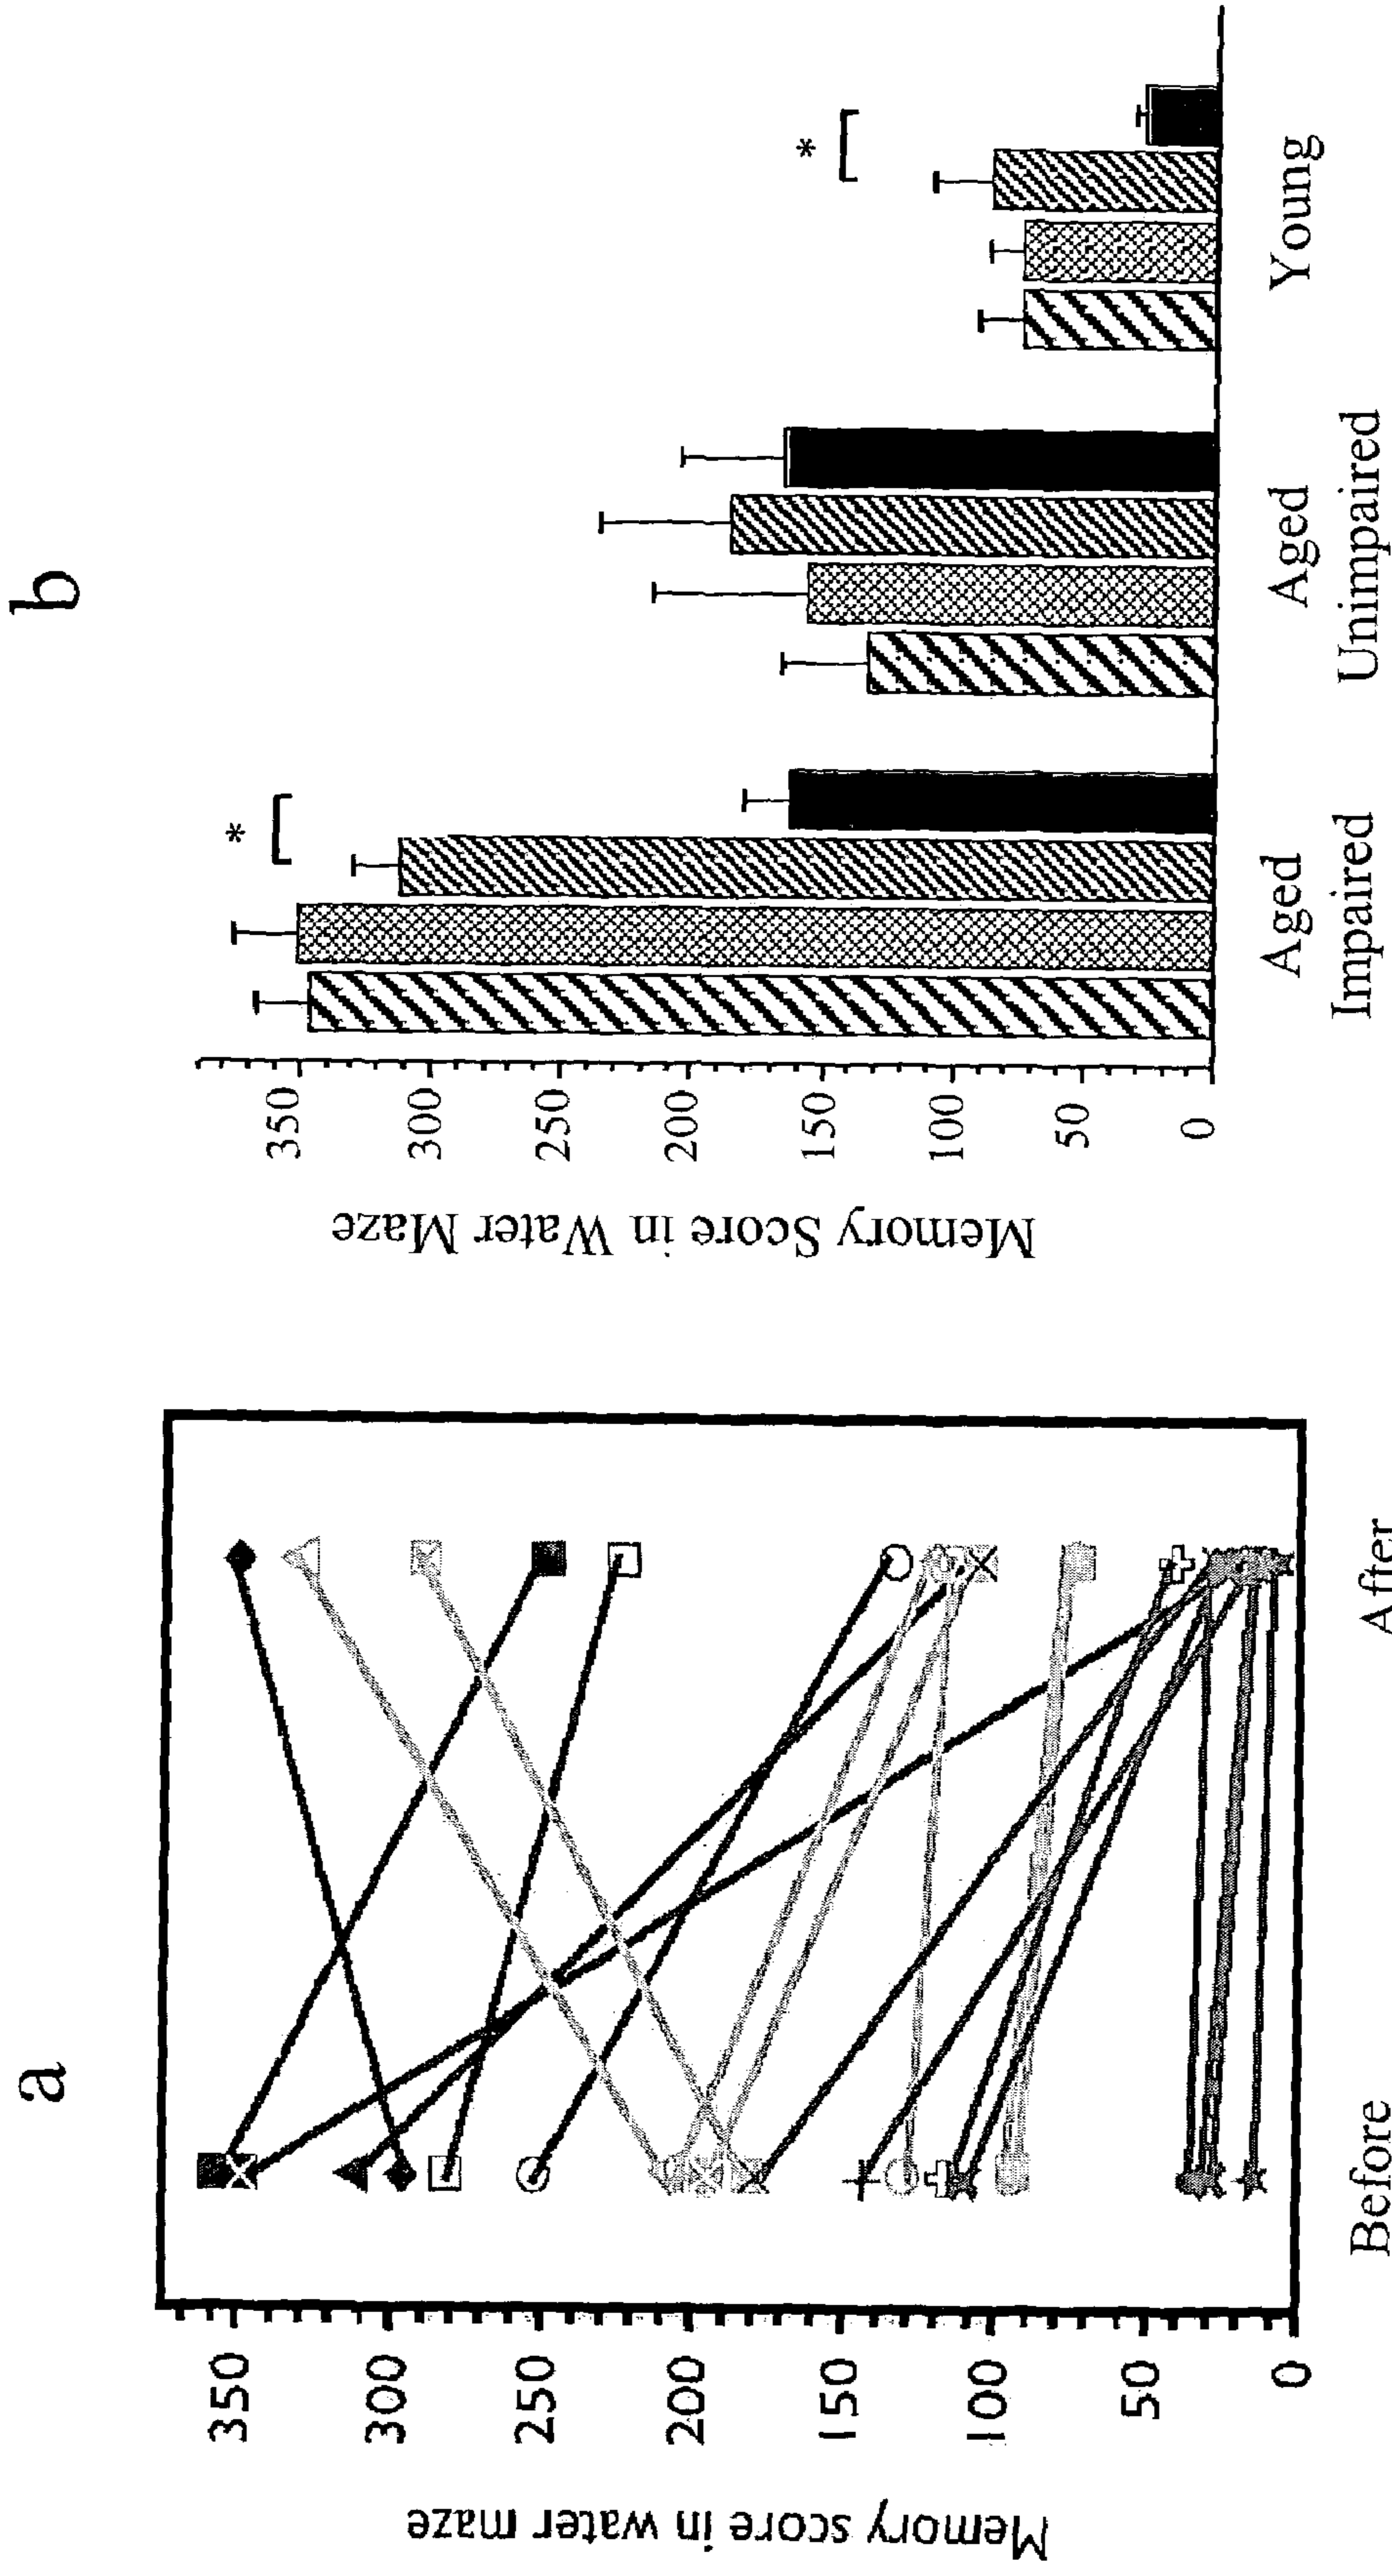 a
Memory score in water maze
350
300
250
200
150
100
50
0
Before
After
b
Memory Score in Water Maze
350
300
250
200
150
100
50
0
*
*
Aged
Impaired
Aged
Unimpaired
Young